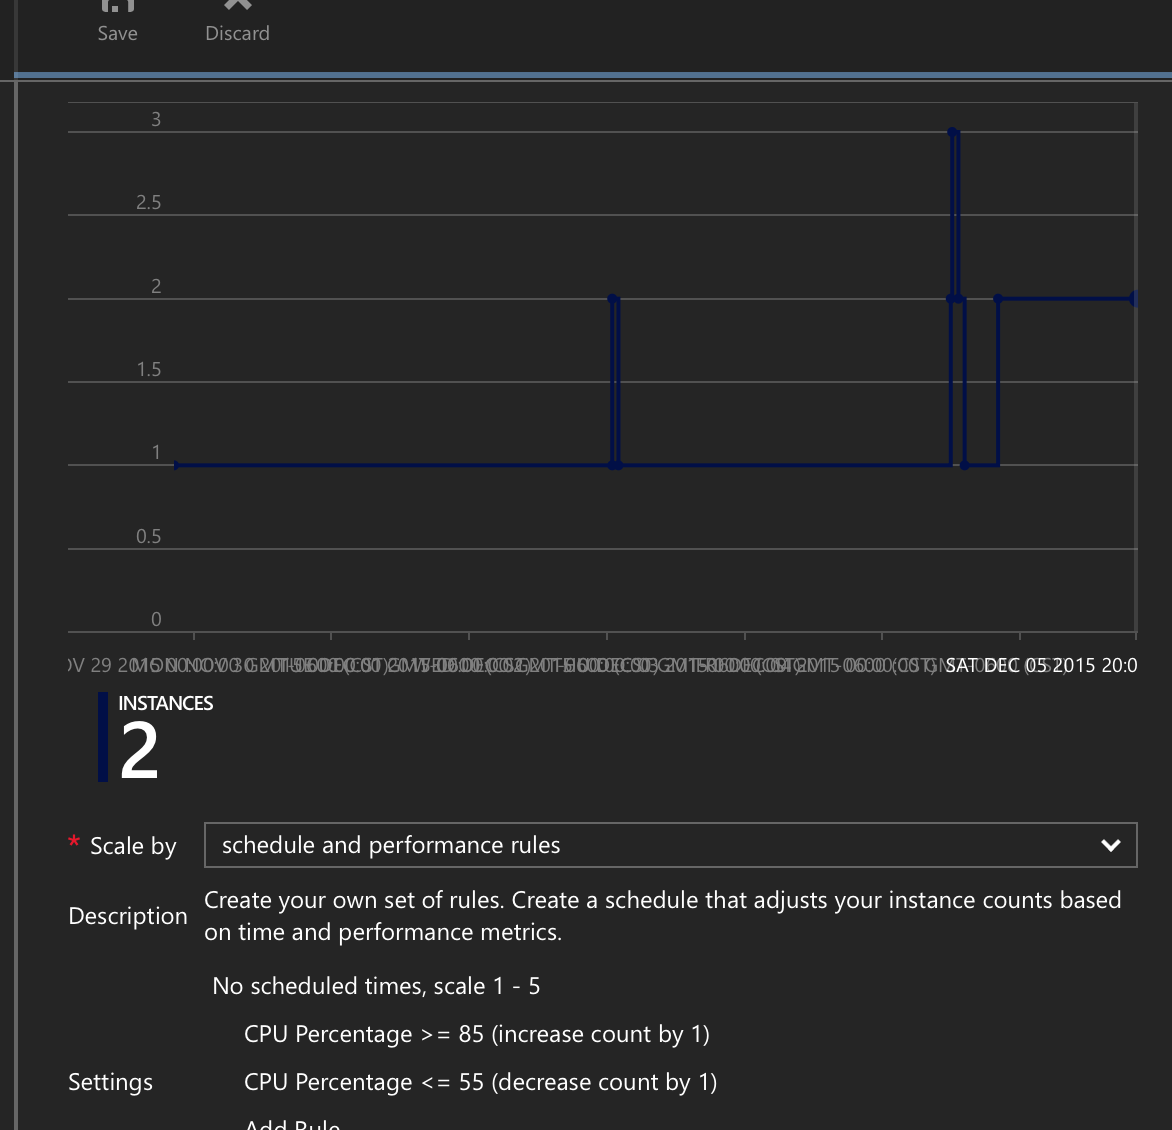 Save Discard
3
2.5
2
1.5
1
0.5
0
SAT DEC 05 2015 20:0
INSTANCES
2
* Scale by schedule and performance rules
Description Create your own set of rules. Create a schedule that adjusts your instance counts based
on time and performance metrics.
No scheduled times, scale 1 - 5
CPU Percentage >= 85 (increase count by 1)
Settings CPU Percentage <= 55 (decrease count by 1)
Add Rule